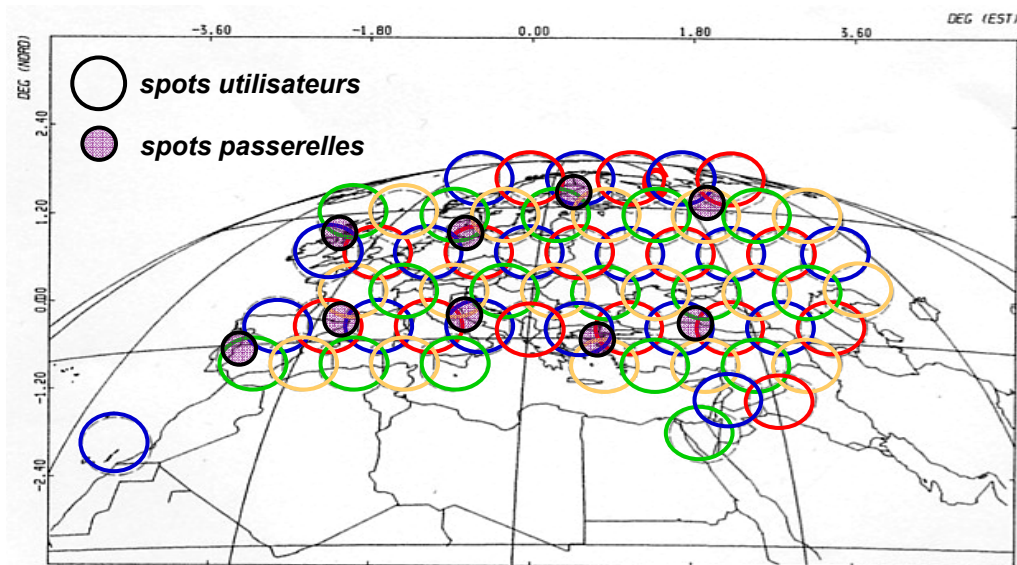 DEG (EST)
-3.60 -1.80 0.00 1.80 3.60
DEG (NORD)
2.40
1.20
0.00
-1.20
-2.40
spots utilisateurs
spots passerelles